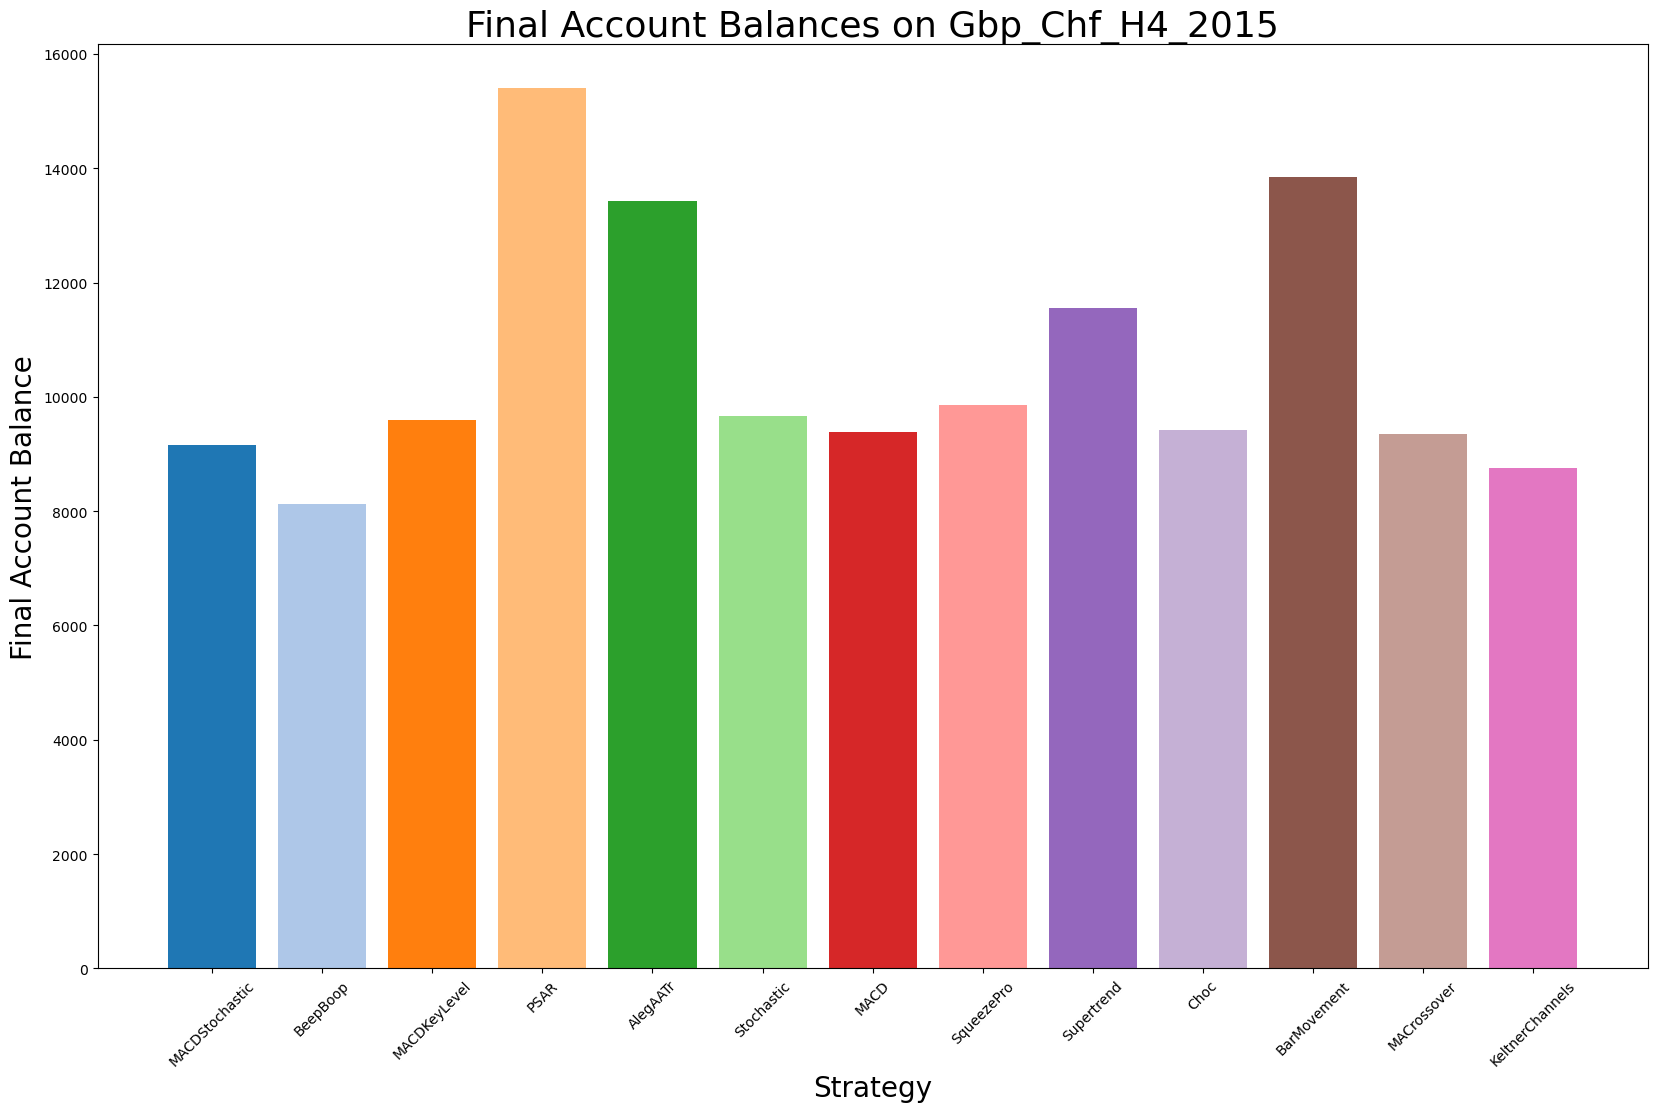 Final Account Balances on Gbp_Chf_H4_2015
Final Account Balance
16000
14000
12000
10000
8000
6000
4000
2000
0
MACDStochastic
BeepBoop
MACDKeyLevel
PSAR
AlegAATr
Stochastic
MACD
SqueezePro
Supertrend
Choc
BarMovement
MACrossover
KeltnerChannels
Strategy